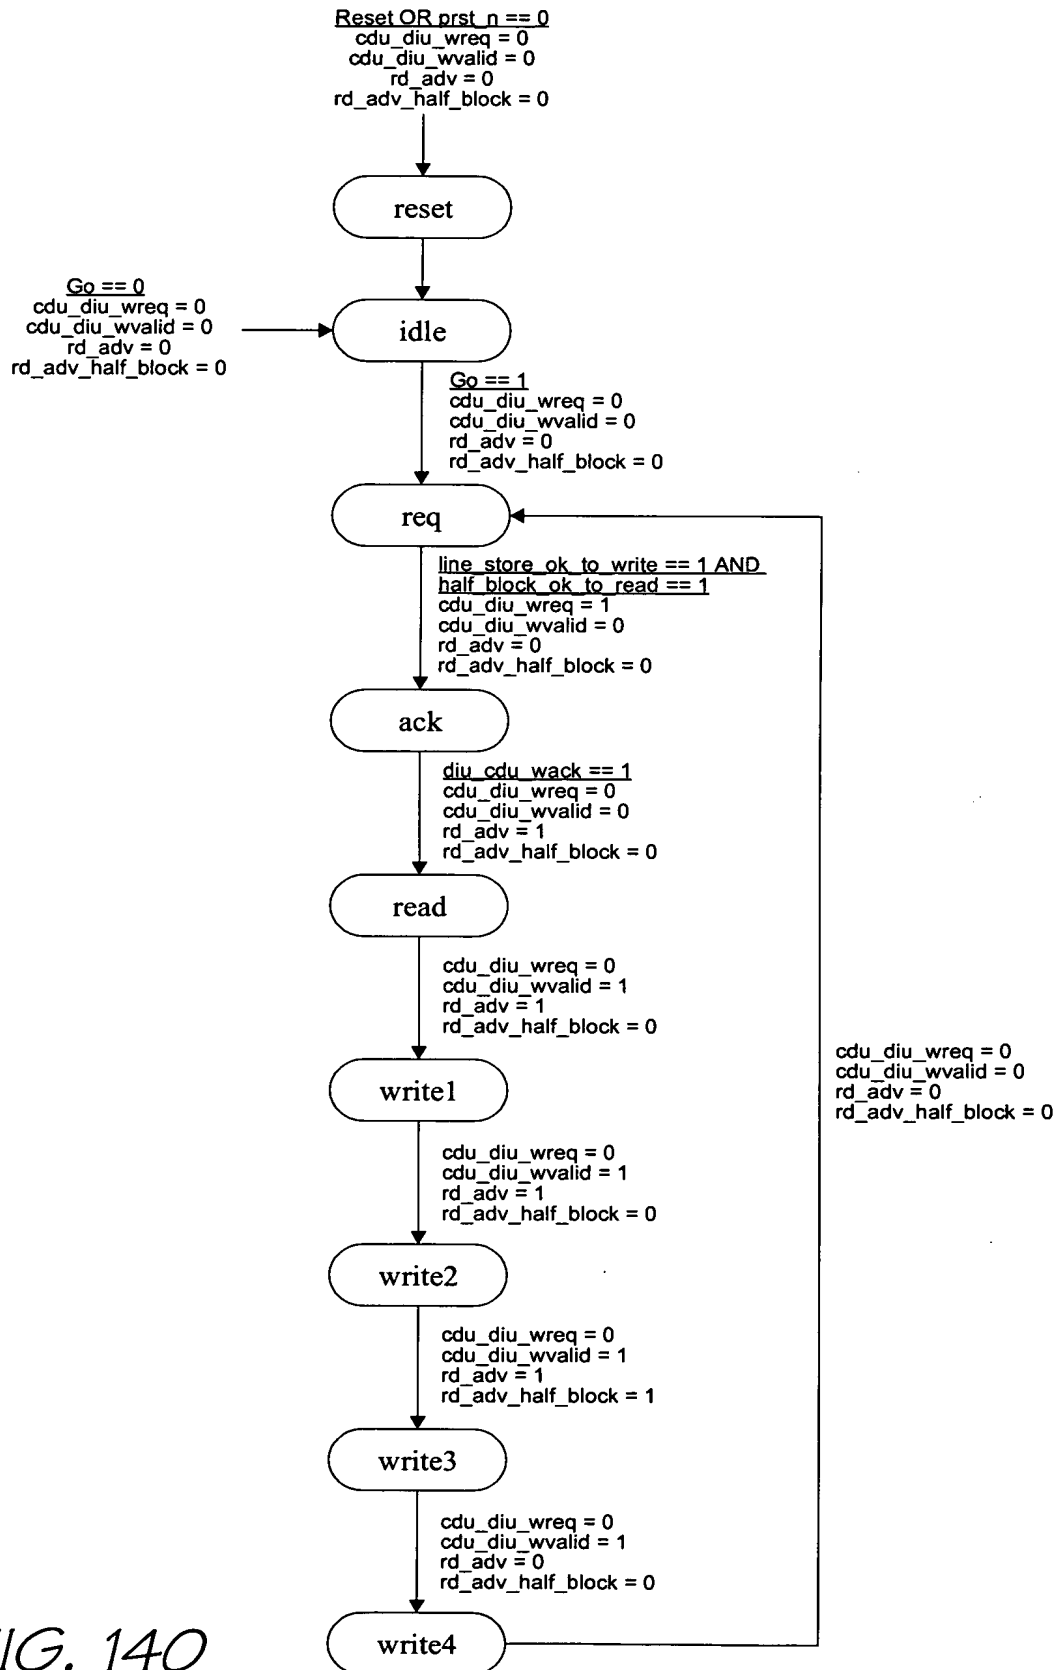 Reset OR prst_n == 0
cdu_diu_wreq = 0
cdu_diu_wvalid = 0
rd_adv = 0
rd_adv_half_block = 0
reset
Go == 0
cdu_diu_wreq = 0
cdu_diu_wvalid = 0
rd_adv = 0
rd_adv_half_block = 0
idle
Go == 1
cdu_diu_wreq = 0
cdu_diu_wvalid = 0
rd_adv = 0
rd_adv_half_block = 0
req
line_store_ok_to_write == 1 AND
half_block_ok_to_read == 1
cdu_diu_wreq = 1
cdu_diu_wvalid = 0
rd_adv = 0
rd_adv_half_block = 0
ack
diu_cdu_wack == 1
cdu_diu_wreq = 0
cdu_diu_wvalid = 0
rd_adv = 1
rd_adv_half_block = 0
read
cdu_diu_wreq = 0
cdu_diu_wvalid = 1
rd_adv = 1
rd_adv_half_block = 0
cdu_diu_wreq = 0
cdu_diu_wvalid = 0
rd_adv = 0
rd_adv_half_block = 0
write1
cdu_diu_wreq = 0
cdu_diu_wvalid = 1
rd_adv = 1
rd_adv_half_block = 0
write2
cdu_diu_wreq = 0
cdu_diu_wvalid = 1
rd_adv = 1
rd_adv_half_block = 1
write3
cdu_diu_wreq = 0
cdu_diu_wvalid = 1
rd_adv = 0
rd_adv_half_block = 0
write4
IG. 140